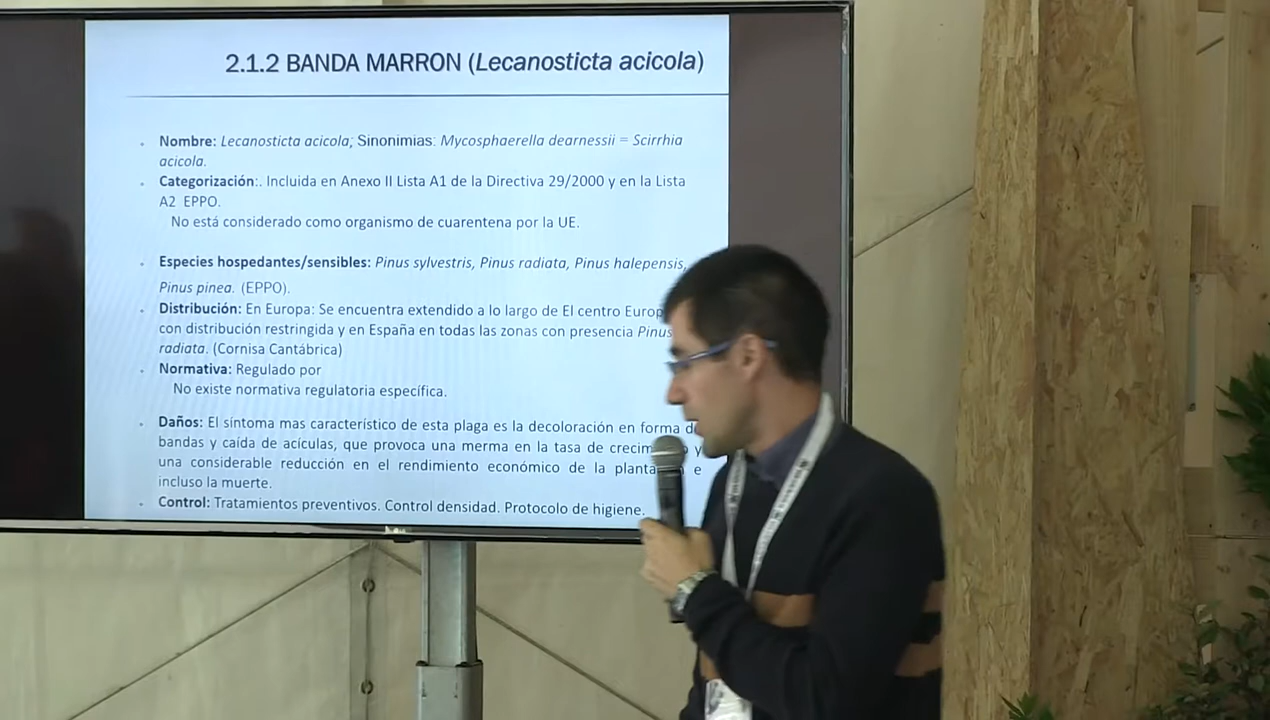 2.1.2 BANDA MARRON (Lecanosticta acicola)
Nombre: Lecanosticta acicola; Sinonimias: Mycosphaerella dearnessii = Scirrhia
acicola.
Categorización:. Incluida en Anexo II Lista A1 de la Directiva 29/2000 y en la Lista
A2 EPPO.
No está considerado como organismo de cuarentena por la UE.
Especies hospedantes/sensibles: Pinus sylvestris, Pinus radiata, Pinus halepensis,
Pinus pinea. (EPPO).
Distribución: En Europa: Se encuentra extendido a lo largo de El centro Europ
con distribución restringida y en España en todas las zonas con presencia Pinus
radiata. (Cornisa Cantábrica)
Normativa: Regulado por
No existe normativa regulatoria específica.
Daños: El síntoma mas característico de esta plaga es la decoloración en forma d
bandas y caída de acículas, que provoca una merma en la tasa de crecim o y
una considerable reducción en el rendimiento económico de la planta n e
incluso la muerte.
Control: Tratamientos preventivos. Control densidad. Protocolo de higiene.